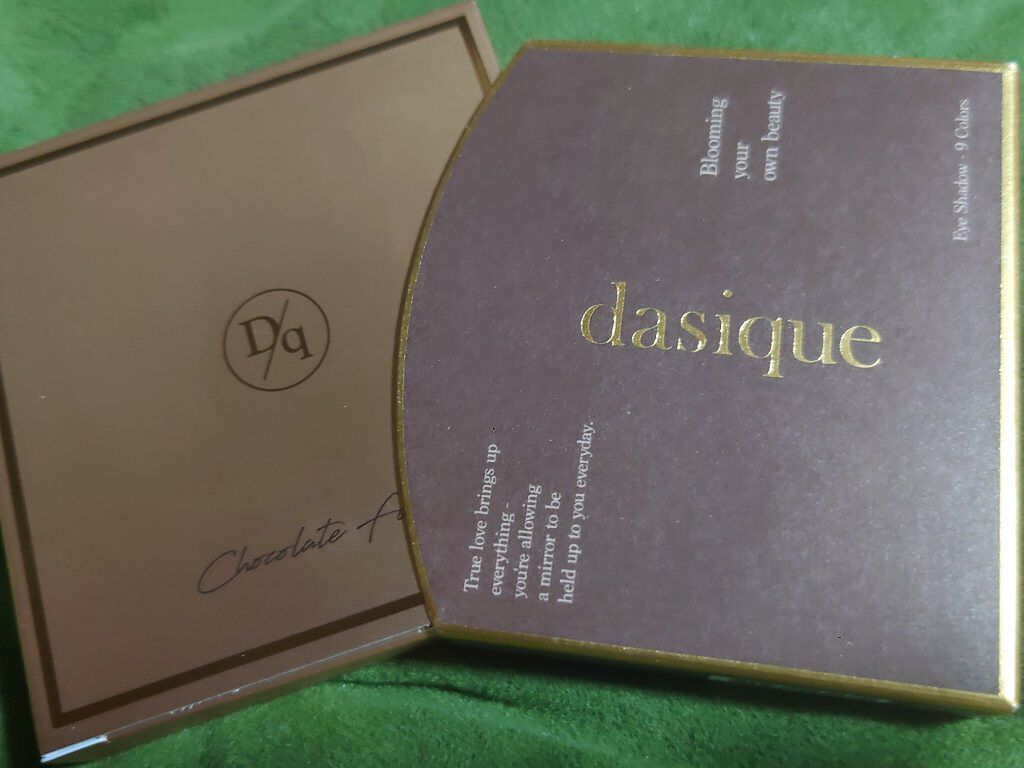 D/q
Chocolate
dasique
Blooming
your
own beauty
Eye Shadow - 9 Colors
True love brings up
everything -
you're allowing
a mirror to be
held up to you everyday.